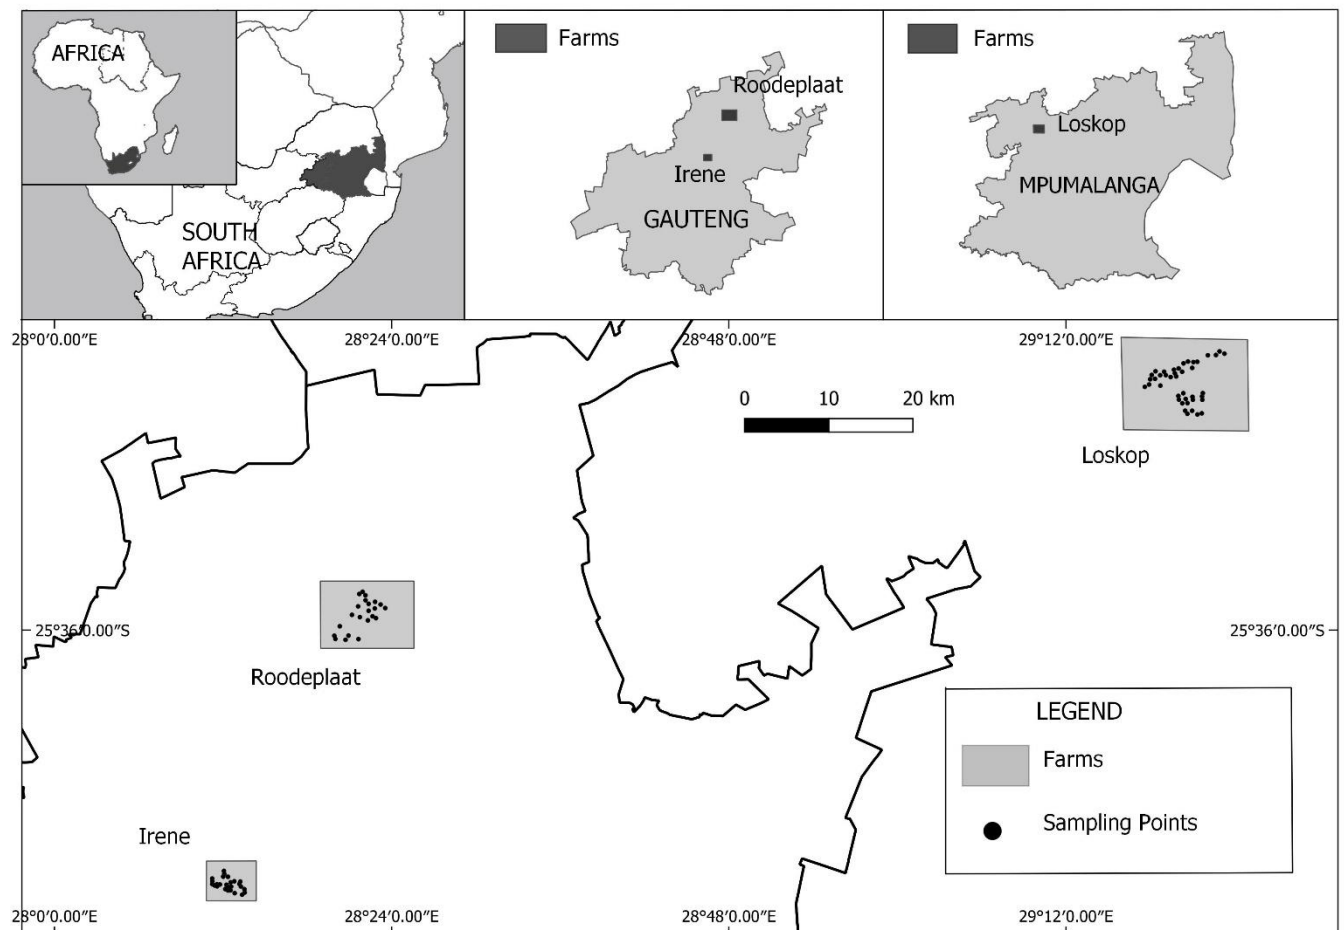 AFRICA
SOUTH
AFRICA
Farms
Roodeplaat
Irene
GAUTENG
Farms
Loskop
MPUMALANGA
28°0′0.00″E
28°24′0.00″E
28°48′0.00″E
29°12′0.00″E
0 10 20 km
Loskop
25°36′0.00″S
25°36′0.00″S
Roodeplaat
LEGEND
Farms
Sampling Points
Irene
28°0′0.00″E
28°24′0.00″E
28°48′0.00″E
29°12′0.00″E